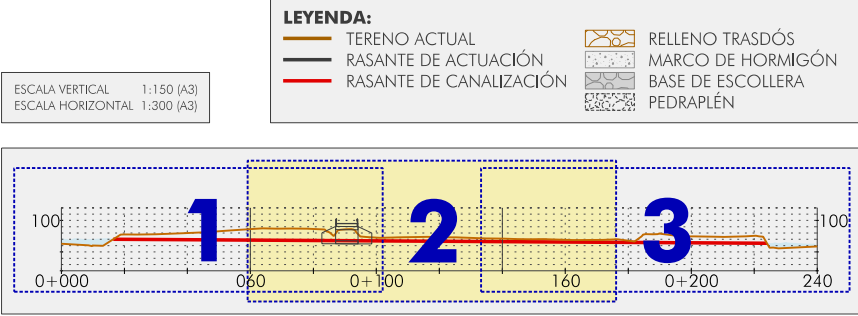 LEYENDA:
TERENO ACTUAL
RASANTE DE ACTUACIÓN
RASANTE DE CANALIZACIÓN
RELLENO TRASDÓS
MARCO DE HORMIGÓN
BASE DE ESCOLLERA
PEDRAPLÉN
ESCALA VERTICAL 1:150 (A3)
ESCALA HORIZONTAL 1:300 (A3)
1 2 3
100 100
0+000 060 0+100 160 0+200 240